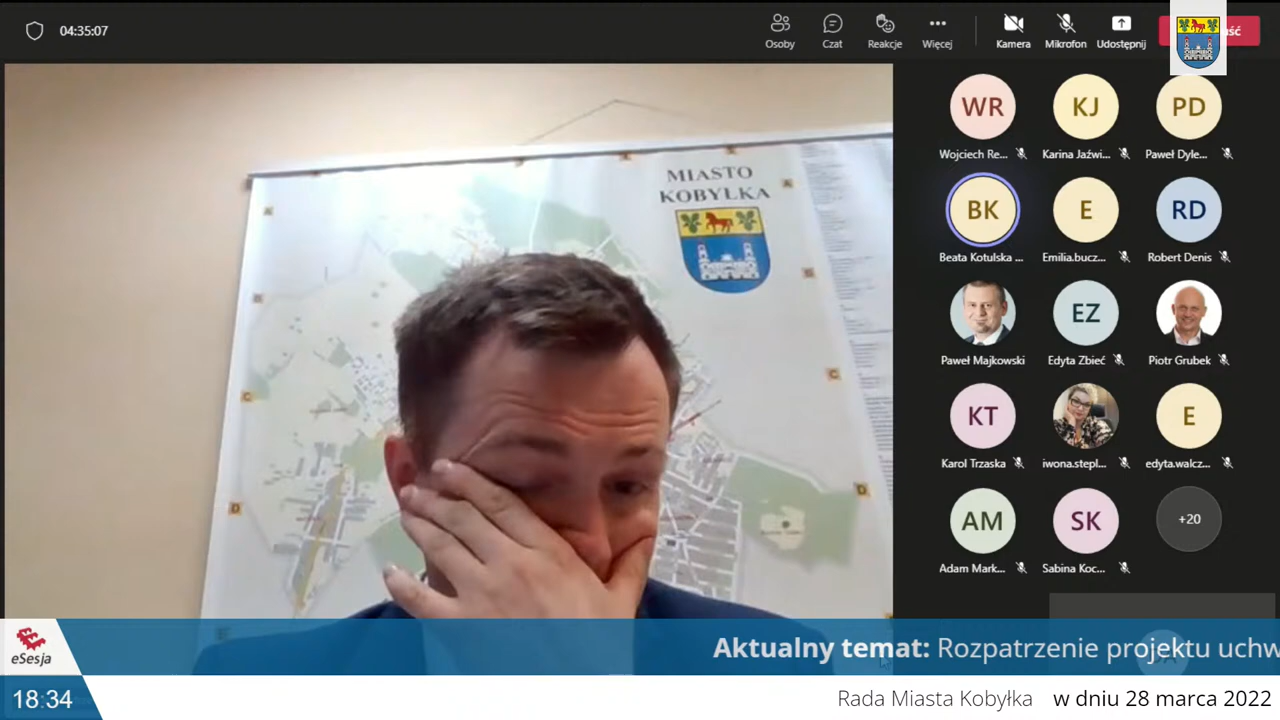 04:35:07
Osoby
Czat
Reakcje
Więcej
Kamera
Mikrofon
Udostępnij
ść
MIASTO
KOBYŁKA
A
A
B
B
C
C
D
D
WR
KJ
PD
Wojciech Re...
Karina Jaźwi...
Paweł Dyle...
BK
E
RD
Beata Kotulska ...
Emilia.bucz...
Robert Denis
EZ
Paweł Majkowski
Edyta Zbieć
Piotr Grubek
KT
E
Karol Trzaska
iwona.stepl...
edyta.walcz...
AM
SK
+20
Adam Mark...
Sabina Koc...
eSesja
Aktualny temat: Rozpatrzenie projektu uchw
18:34
Rada Miasta Kobyłka w dniu 28 marca 2022